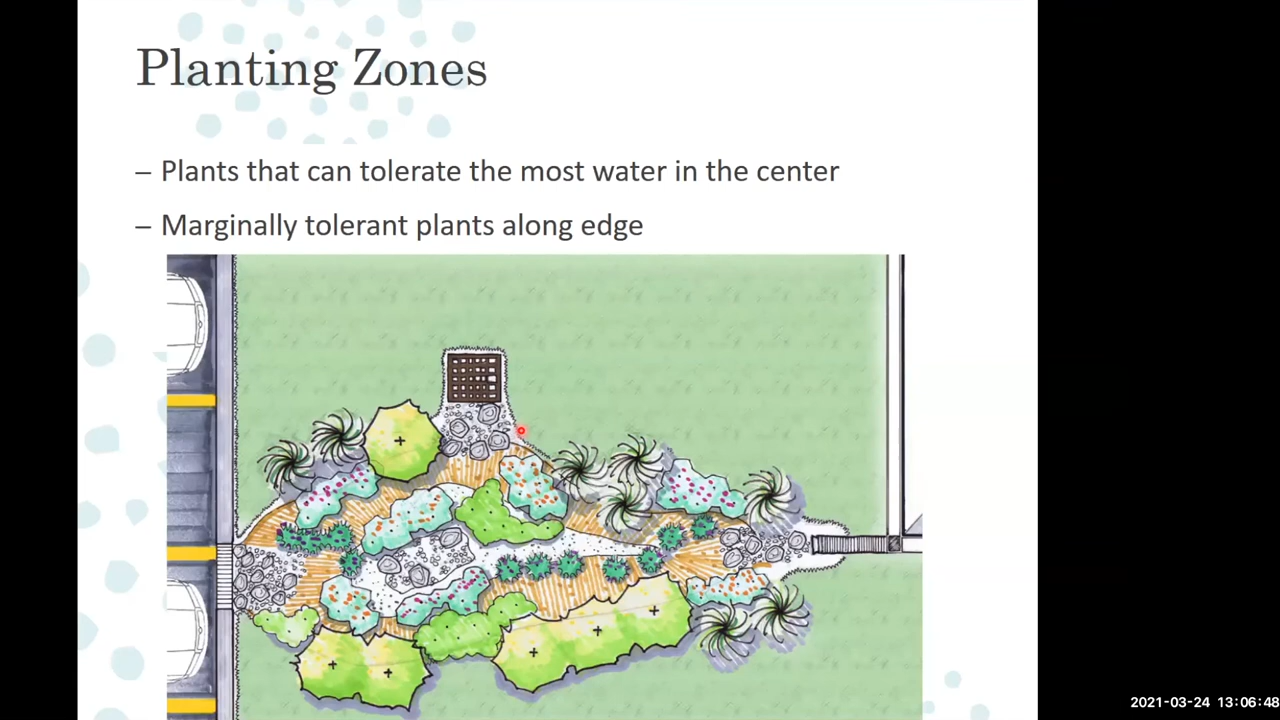 Planting Zones
– Plants that can tolerate the most water in the center
– Marginally tolerant plants along edge
2021-03-24 13:06:48